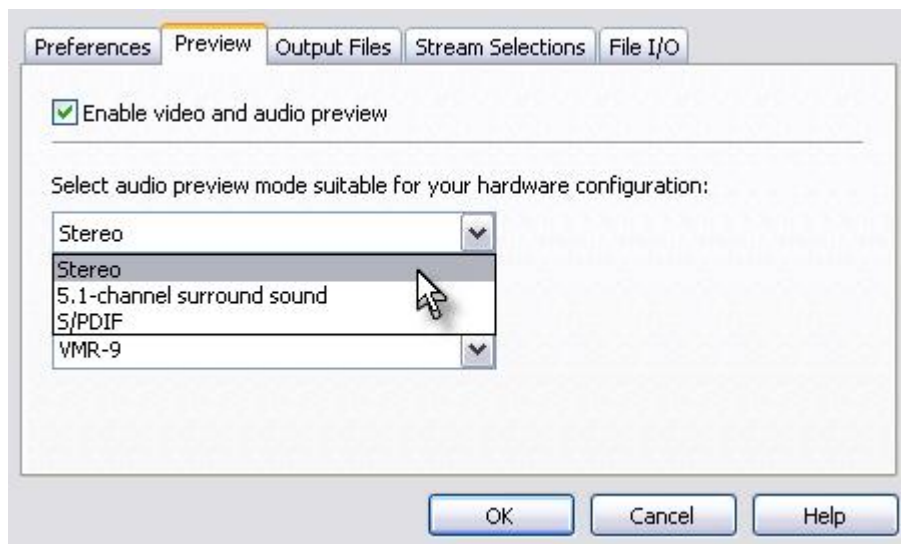 Preferences Preview Output Files Stream Selections File I/O
Enable video and audio preview
Select audio preview mode suitable for your hardware configuration:
Stereo
Stereo
5.1-channel surround sound
S/PDIF
VMR-9
OK Cancel Help